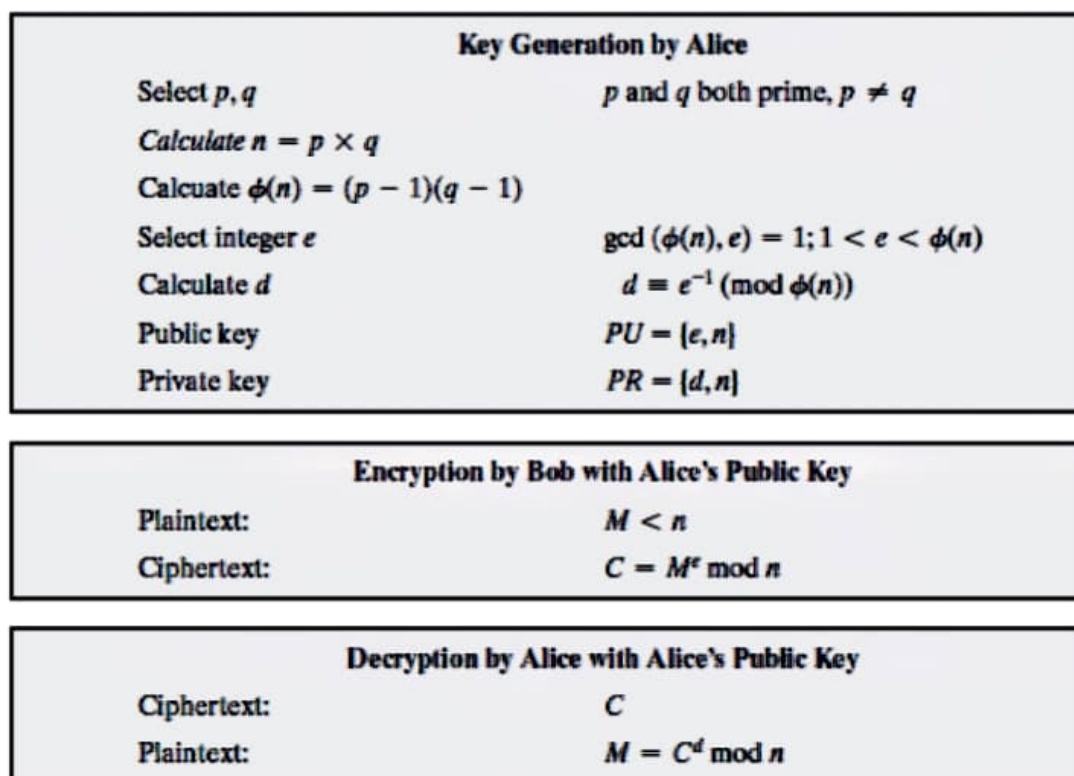 Key Generation by Alice
Select p, q p and q both prime, p ≠ q
Calculate n = p × q
Calcuate ϕ(n) = (p − 1)(q − 1)
Select integer e gcd (ϕ(n), e) = 1; 1 < e < ϕ(n)
Calculate d d ≡ e⁻¹ (mod ϕ(n))
Public key PU = {e, n}
Private key PR = {d, n}
Encryption by Bob with Alice's Public Key
Plaintext: M < n
Ciphertext: C = Mᵉ mod n
Decryption by Alice with Alice's Public Key
Ciphertext: C
Plaintext: M = Cᵈ mod n